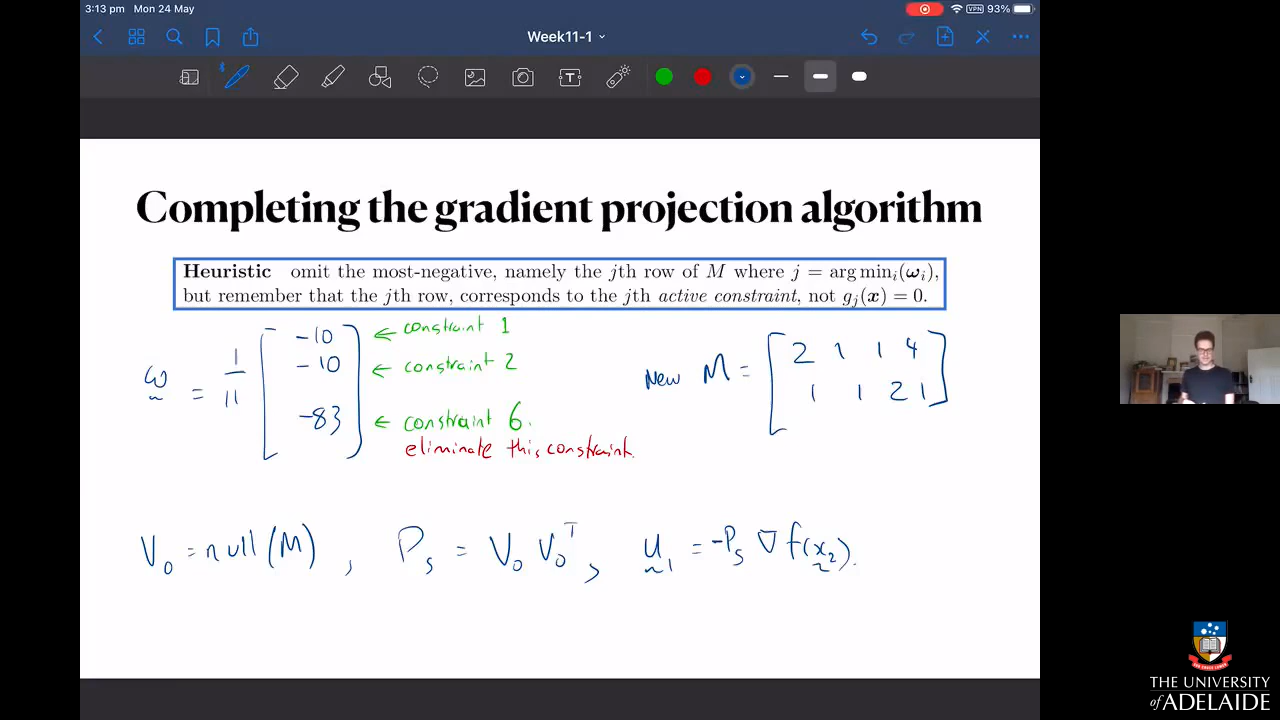 3:13 pm Mon 24 May
VPN 93%
Week11-1
T
Completing the gradient projection algorithm
Heuristic omit the most-negative, namely the jth row of M where j = arg min_i(ω_i),
but remember that the jth row, corresponds to the jth active constraint, not g_j(x) = 0.
ω = 1/11 [ -10 -10 -83 ]
← constraint 1
← constraint 2
← constraint 6.
eliminate this constraint.
New M = [ 2 1 1 4
1 1 2 1 ]
V_0 = null(M), P_s = V_0 V_0^T, u_1 = -P_s ∇f(x_2).
THE UNIVERSITY
of ADELAIDE